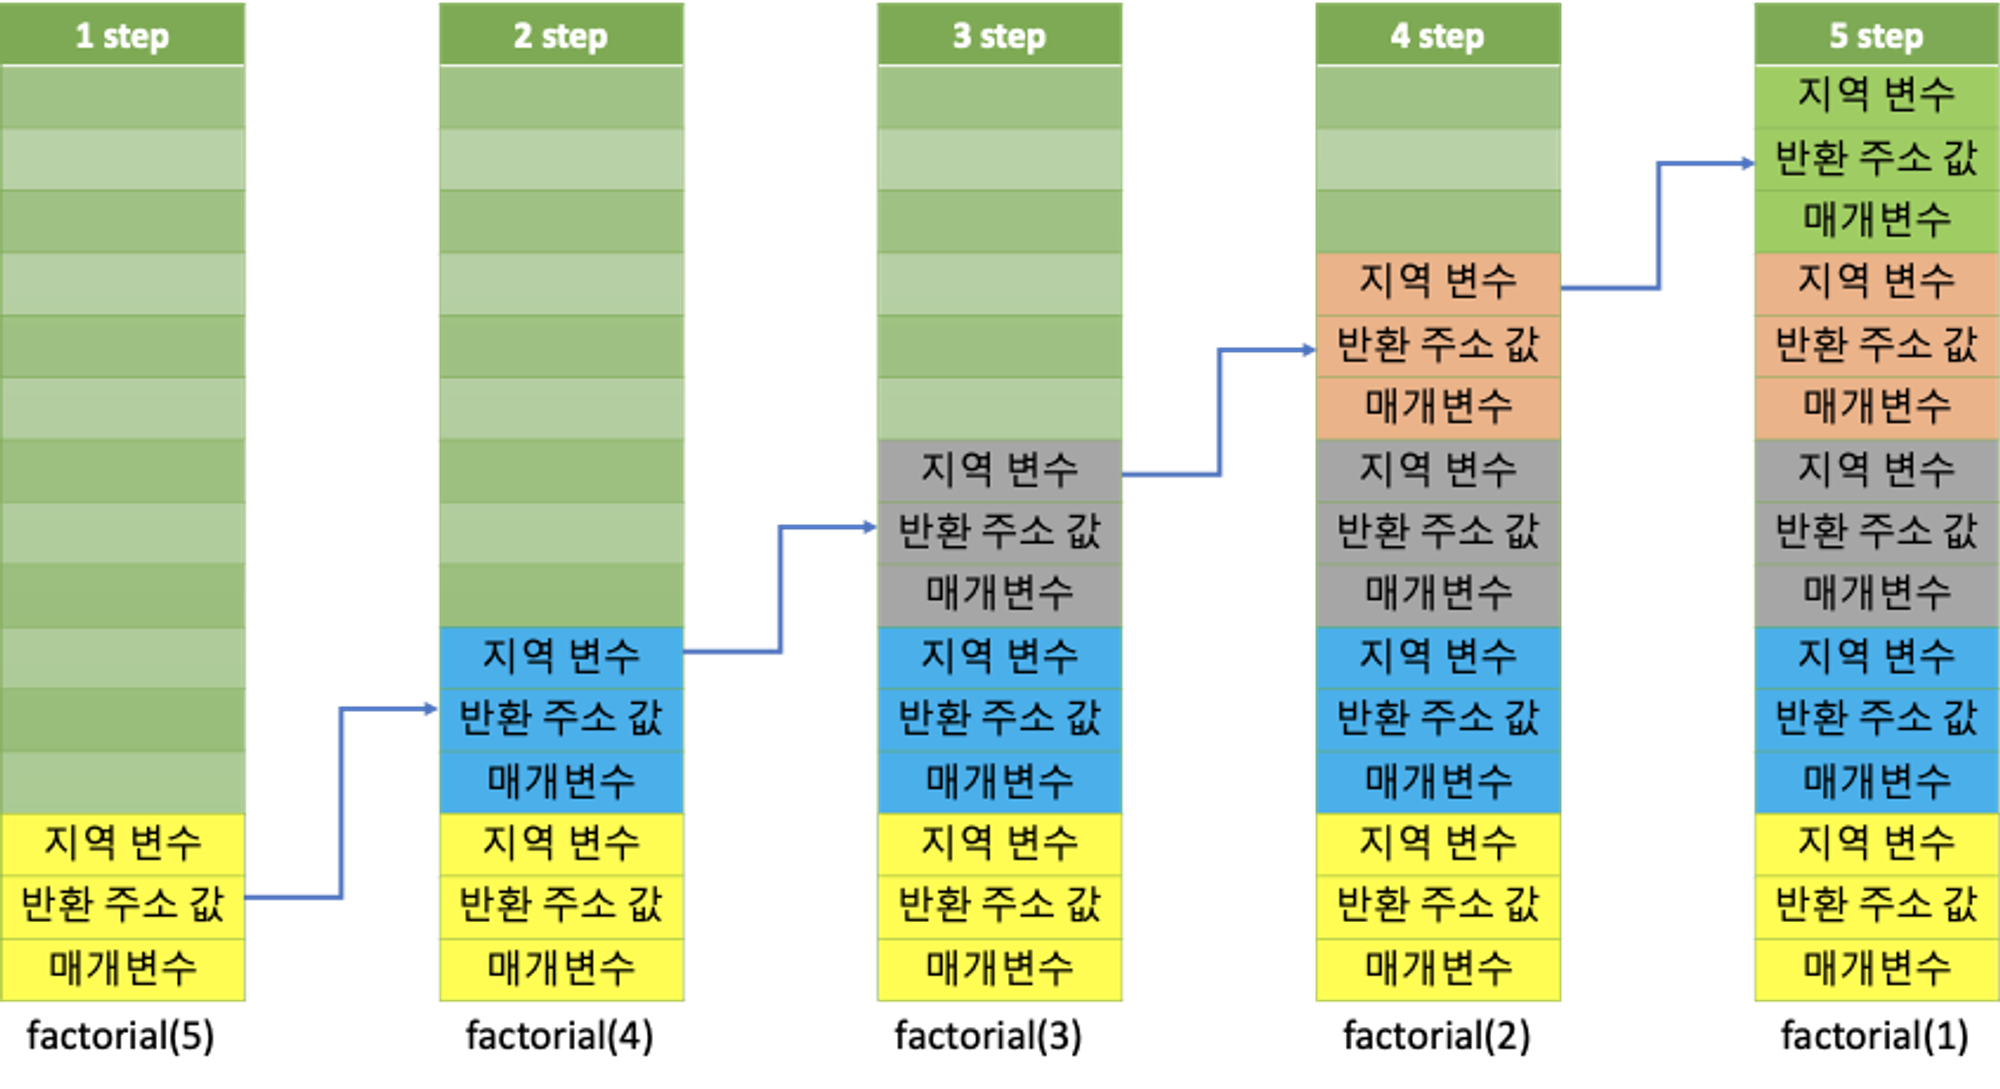 1 step
지역 변수
반환 주소 값
매개변수
factorial(5)
2 step
지역 변수
반환 주소 값
매개변수
지역 변수
반환 주소 값
매개변수
factorial(4)
3 step
지역 변수
반환 주소 값
매개변수
지역 변수
반환 주소 값
매개변수
지역 변수
반환 주소 값
매개변수
factorial(3)
4 step
지역 변수
반환 주소 값
매개변수
지역 변수
반환 주소 값
매개변수
지역 변수
반환 주소 값
매개변수
지역 변수
반환 주소 값
매개변수
factorial(2)
5 step
지역 변수
반환 주소 값
매개변수
지역 변수
반환 주소 값
매개변수
지역 변수
반환 주소 값
매개변수
지역 변수
반환 주소 값
매개변수
지역 변수
반환 주소 값
매개변수
factorial(1)